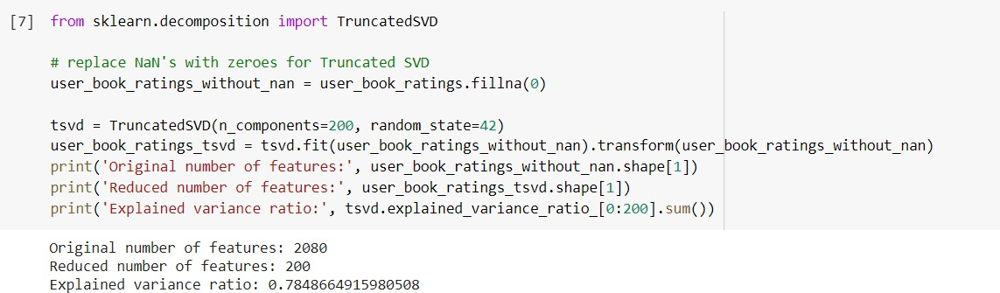 [7] from sklearn.decomposition import TruncatedSVD
# replace NaN's with zeroes for Truncated SVD
user_book_ratings_without_nan = user_book_ratings.fillna(0)
tsvd = TruncatedSVD(n_components=200, random_state=42)
user_book_ratings_tsvd = tsvd.fit(user_book_ratings_without_nan).transform(user_book_ratings_without_nan)
print('Original number of features:', user_book_ratings_without_nan.shape[1])
print('Reduced number of features:', user_book_ratings_tsvd.shape[1])
print('Explained variance ratio:', tsvd.explained_variance_ratio_[0:200].sum())
Original number of features: 2080
Reduced number of features: 200
Explained variance ratio: 0.7848664915980508